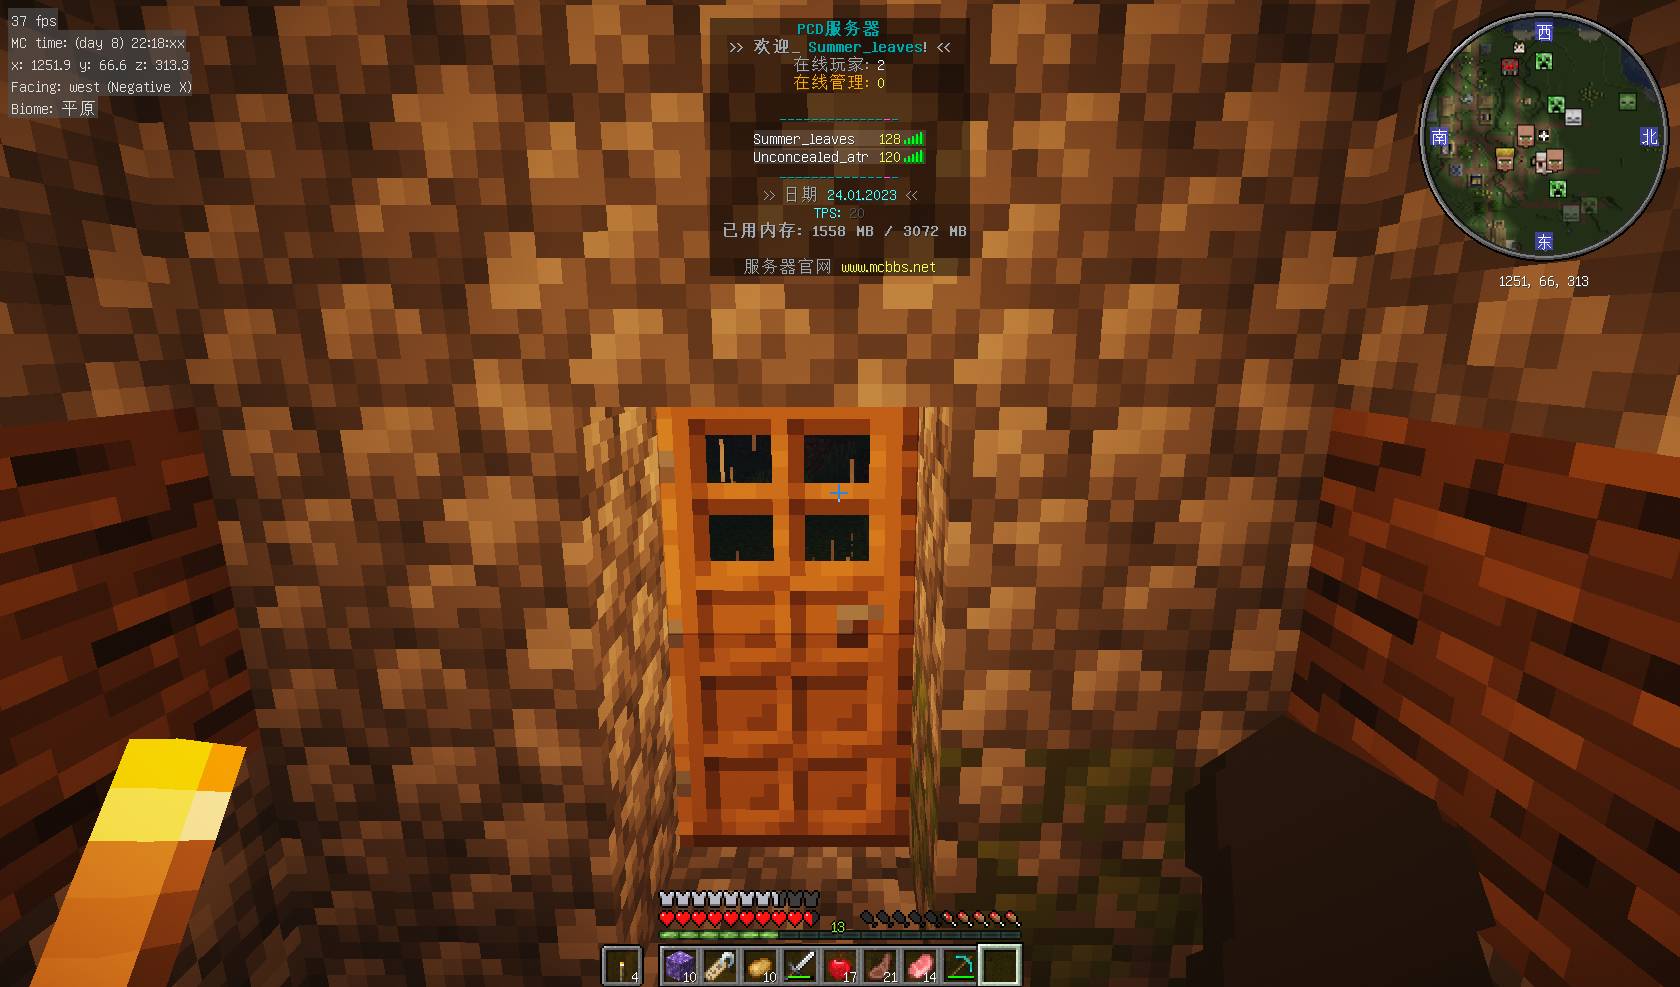 37 fps
MC time: (day 8) 22:18:xx
x: 1251.9 y: 66.6 z: 313.3
Facing: west (Negative X)
Biome: 平原
PCD服务器
>> 欢迎_ Summer_leaves! <<
在线玩家: 2
在线管理: 0
---------------
Summer_leaves 128
Unconcealed_atr 120
---------------
>> 日期 24.01.2023 <<
TPS: 20
已用内存: 1558 MB / 3072 MB
服务器官网 www.mcbbs.net
西
南
北
东
1251, 66, 313
13
4
10
10
17
21
14